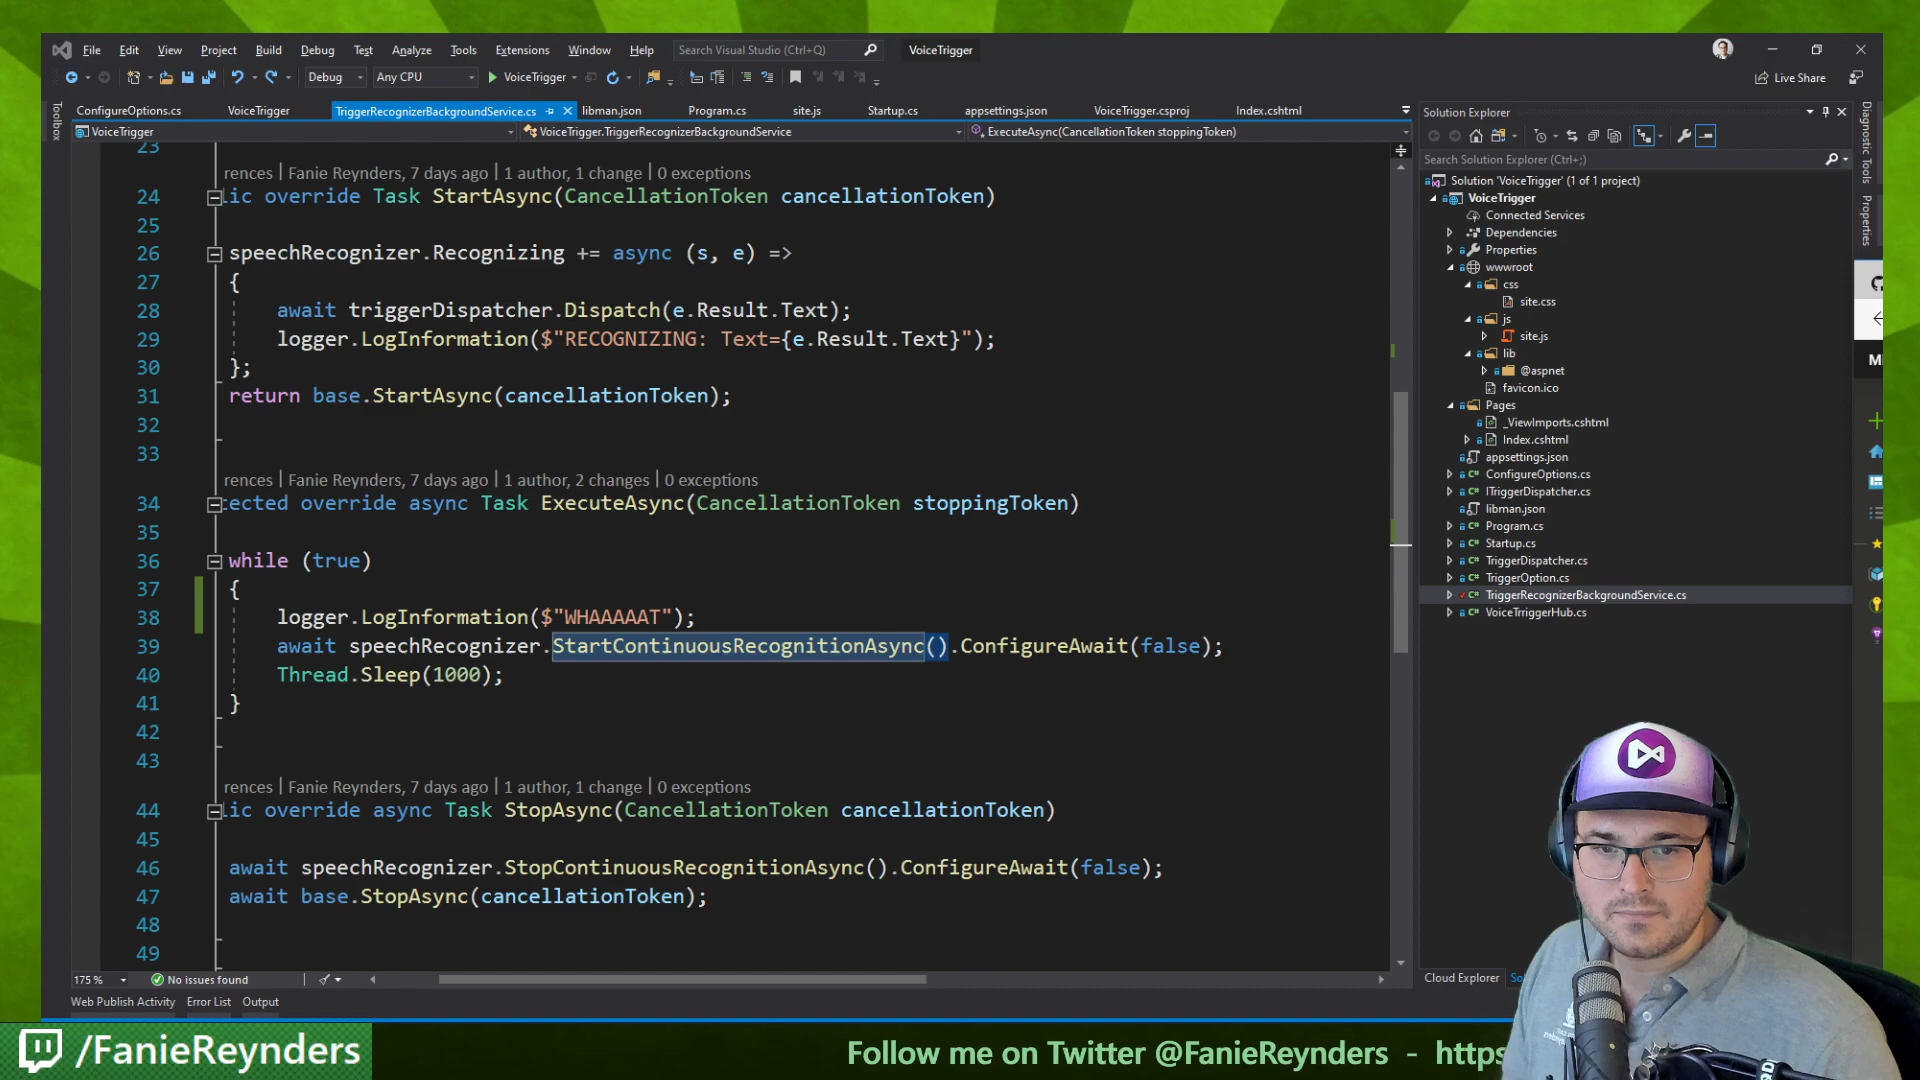 File Edit View Project Build Debug Test Analyze Tools Extensions Window Help Search Visual Studio (Ctrl+Q) VoiceTrigger
Debug Any CPU VoiceTrigger Live Share
ConfigureOptions.cs VoiceTrigger TriggerRecognizerBackgroundService.cs libman.json Program.cs site.js Startup.cs appsettings.json VoiceTrigger.csproj Index.cshtml
VoiceTrigger VoiceTrigger.TriggerRecognizerBackgroundService ExecuteAsync(CancellationToken stoppingToken)
Toolbox
23
rences | Fanie Reynders, 7 days ago | 1 author, 1 change | 0 exceptions
24 lic override Task StartAsync(CancellationToken cancellationToken)
25
26 speechRecognizer.Recognizing += async (s, e) =>
27 {
28 await triggerDispatcher.Dispatch(e.Result.Text);
29 logger.LogInformation($"RECOGNIZING: Text={e.Result.Text}");
30 };
31 return base.StartAsync(cancellationToken);
32
33
rences | Fanie Reynders, 7 days ago | 1 author, 2 changes | 0 exceptions
34 tected override async Task ExecuteAsync(CancellationToken stoppingToken)
35
36 while (true)
37 {
38 logger.LogInformation($"WHAAAAAT");
39 await speechRecognizer.StartContinuousRecognitionAsync().ConfigureAwait(false);
40 Thread.Sleep(1000);
41 }
42
43
rences | Fanie Reynders, 7 days ago | 1 author, 1 change | 0 exceptions
44 lic override async Task StopAsync(CancellationToken cancellationToken)
45
46 await speechRecognizer.StopContinuousRecognitionAsync().ConfigureAwait(false);
47 await base.StopAsync(cancellationToken);
48
49
175 % No issues found
Web Publish Activity Error List Output
Solution Explorer
Search Solution Explorer (Ctrl+;)
Solution 'VoiceTrigger' (1 of 1 project)
VoiceTrigger
Connected Services
Dependencies
Properties
wwwroot
css
site.css
js
site.js
lib
@aspnet
favicon.ico
Pages
_ViewImports.cshtml
Index.cshtml
appsettings.json
ConfigureOptions.cs
ITriggerDispatcher.cs
libman.json
Program.cs
Startup.cs
TriggerDispatcher.cs
TriggerOption.cs
TriggerRecognizerBackgroundService.cs
VoiceTrriggerHub.cs
Cloud Explorer So
Diagnostic Tools
Properties
/FanieReynders
Follow me on Twitter @FanieReynders - https